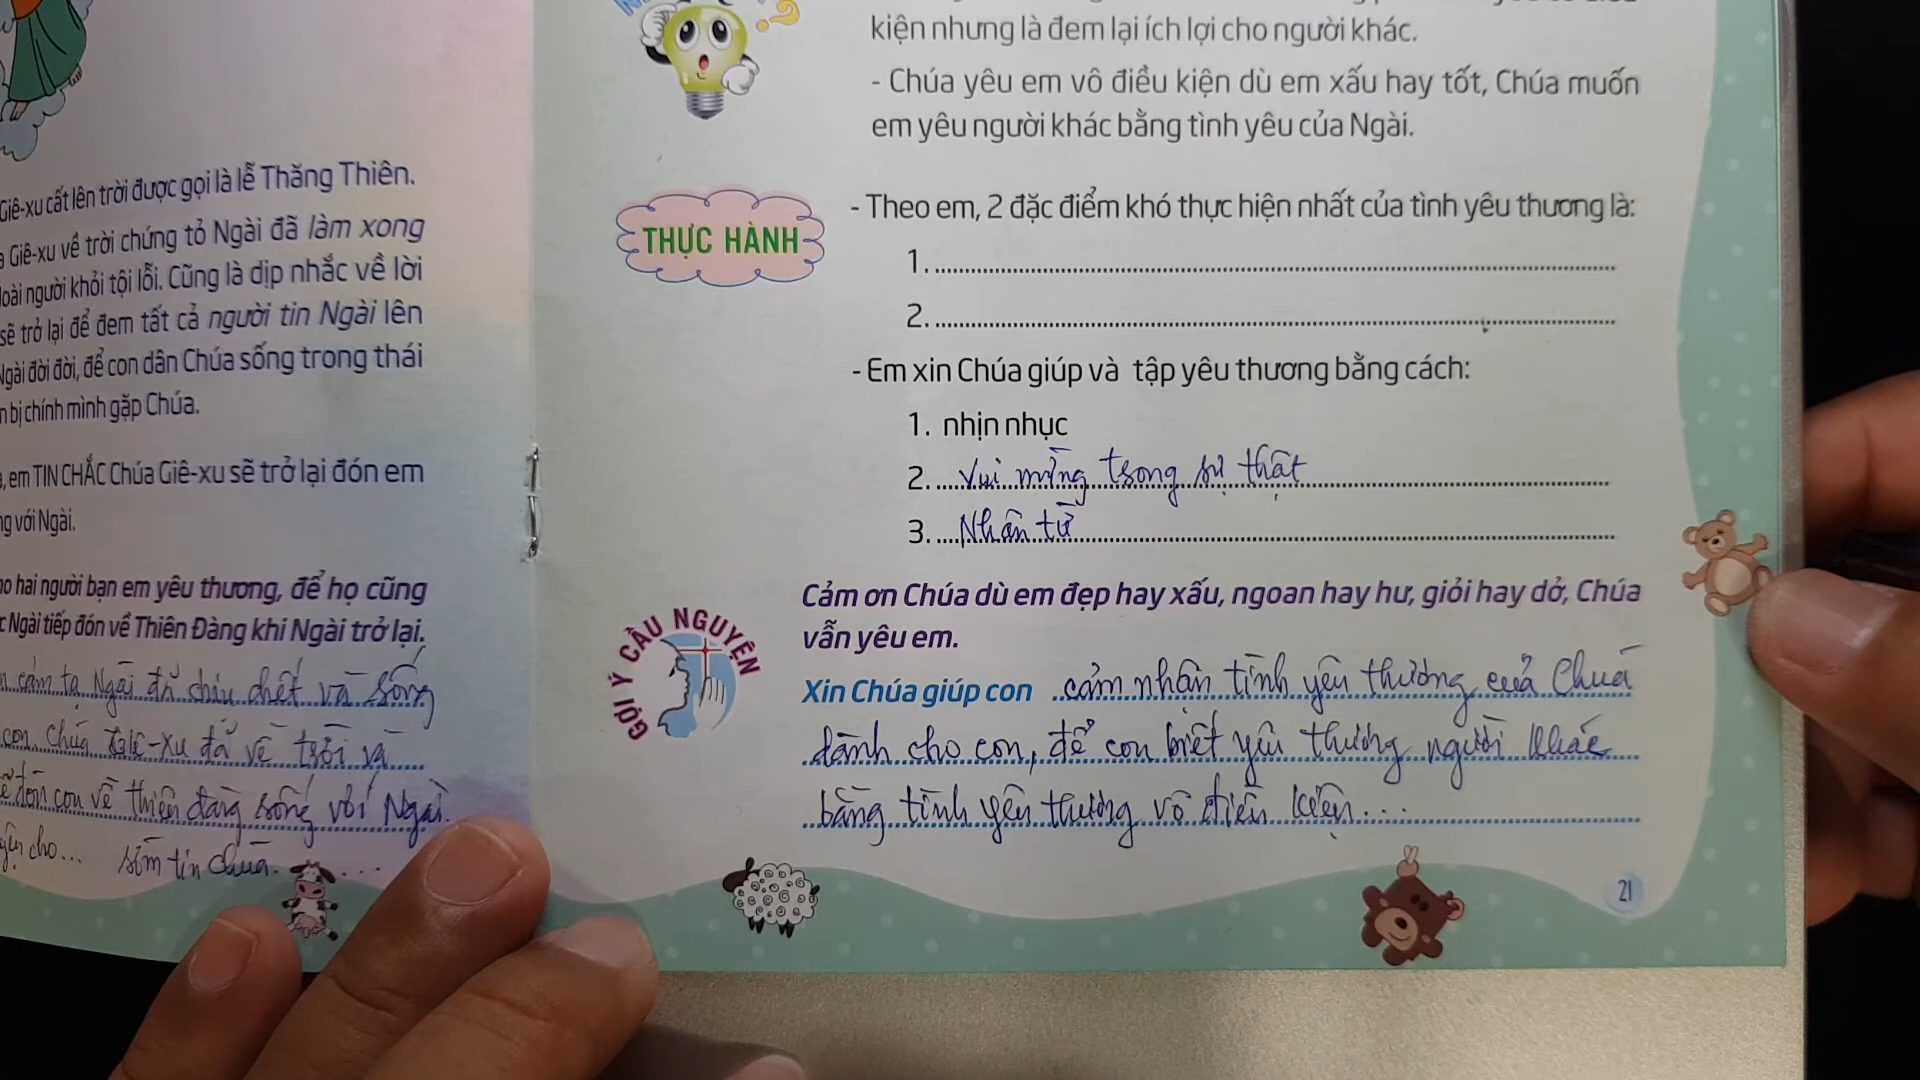 Giê-xu cất lên trời được gọi là lễ Thăng Thiên.
Giê-xu về trời chứng tỏ Ngài đã làm xong
loài người khỏi tội lỗi. Cũng là dịp nhắc về lời
sẽ trở lại để đem tất cả người tin Ngài lên
Ngài đời đời, để con dân Chúa sống trong thái
bị chính mình gặp Chúa.
em TIN CHẮC Chúa Giê-xu sẽ trở lại đón em
với Ngài.
hai người bạn em yêu thương, để họ cũng
Ngài tiếp đón về Thiên Đàng khi Ngài trở lại.
cảm tạ Ngài đã chịu chết và sống
con. Chúa Giê-xu đã về trời và
đón con về thiên đàng sống với Ngài.
cho... sớm tin Chúa. ...
kiện nhưng là đem lại ích lợi cho người khác.
- Chúa yêu em vô điều kiện dù em xấu hay tốt, Chúa muốn
em yêu người khác bằng tình yêu của Ngài.
THỰC HÀNH
- Theo em, 2 đặc điểm khó thực hiện nhất của tình yêu thương là:
1.
2.
- Em xin Chúa giúp và tập yêu thương bằng cách:
1. nhịn nhục
2. Vui mừng trong sự thật
3. Nhân từ
GỢI Ý CẦU NGUYỆN
Cảm ơn Chúa dù em đẹp hay xấu, ngoan hay hư, giỏi hay dở, Chúa
vẫn yêu em.
Xin Chúa giúp con cảm nhận tình yêu thương của Chúa
dành cho con, để con biết yêu thương người khác
bằng tình yêu thương vô điều kiện...
21